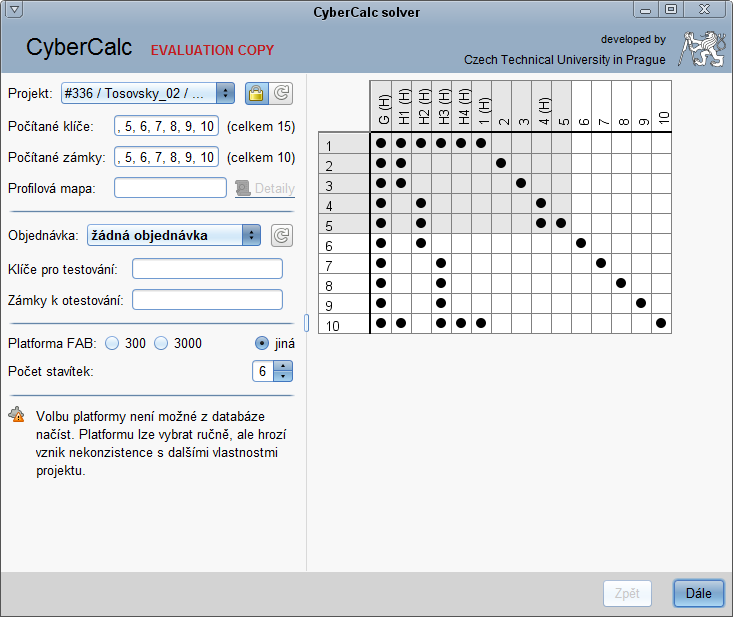 CyberCalc solver
CyberCalc EVALUATION COPY
developed by
Czech Technical University in Prague
Projekt: #336 / Tosovsky_02 / ...
Počítané klíče: , 5, 6, 7, 8, 9, 10 (celkem 15)
Počítané zámky: , 5, 6, 7, 8, 9, 10 (celkem 10)
Profilová mapa: Detaily
Objednávka: žádná objednávka
Klíče pro testování:
Zámky k otestování:
Platforma FAB: 300 3000 jiná
Počet stavítek: 6
Volbu platformy není možné z databáze
načíst. Platformu lze vybrat ručně, ale hrozí
vznik nekonzistence s dalšími vlastnostmi
projektu.
G (H) H1 (H) H2 (H) H3 (H) H4 (H) 1 (H) 2 3 4 (H) 5 6 7 8 9 10
1
2
3
4
5
6
7
8
9
10
Zpět Dále